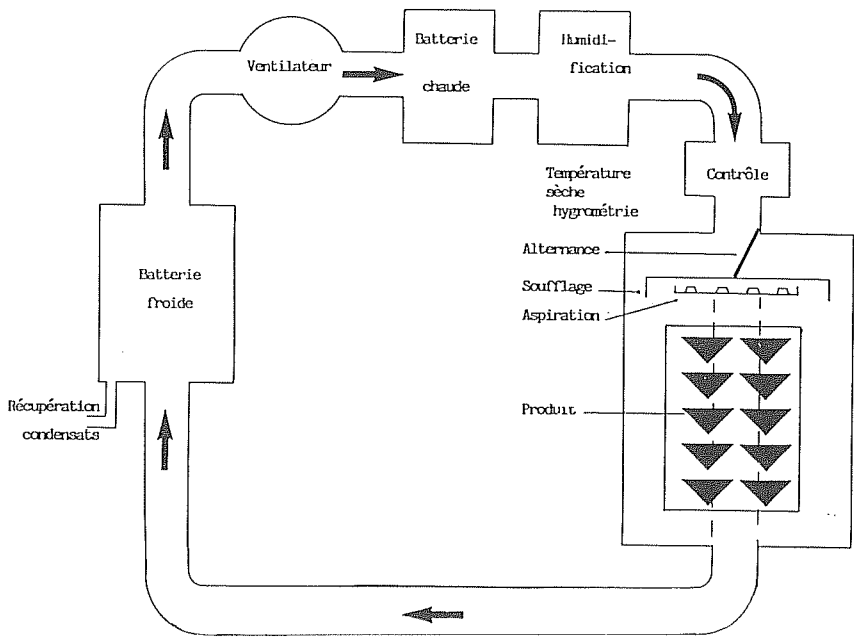 Batterie
chaude
Humidi-
fication
Ventilateur
Contrôle
Température
sèche
hygrométrie
Alternance
Soufflage
Aspiration
Batterie
froide
Produit
Récupération
condensats